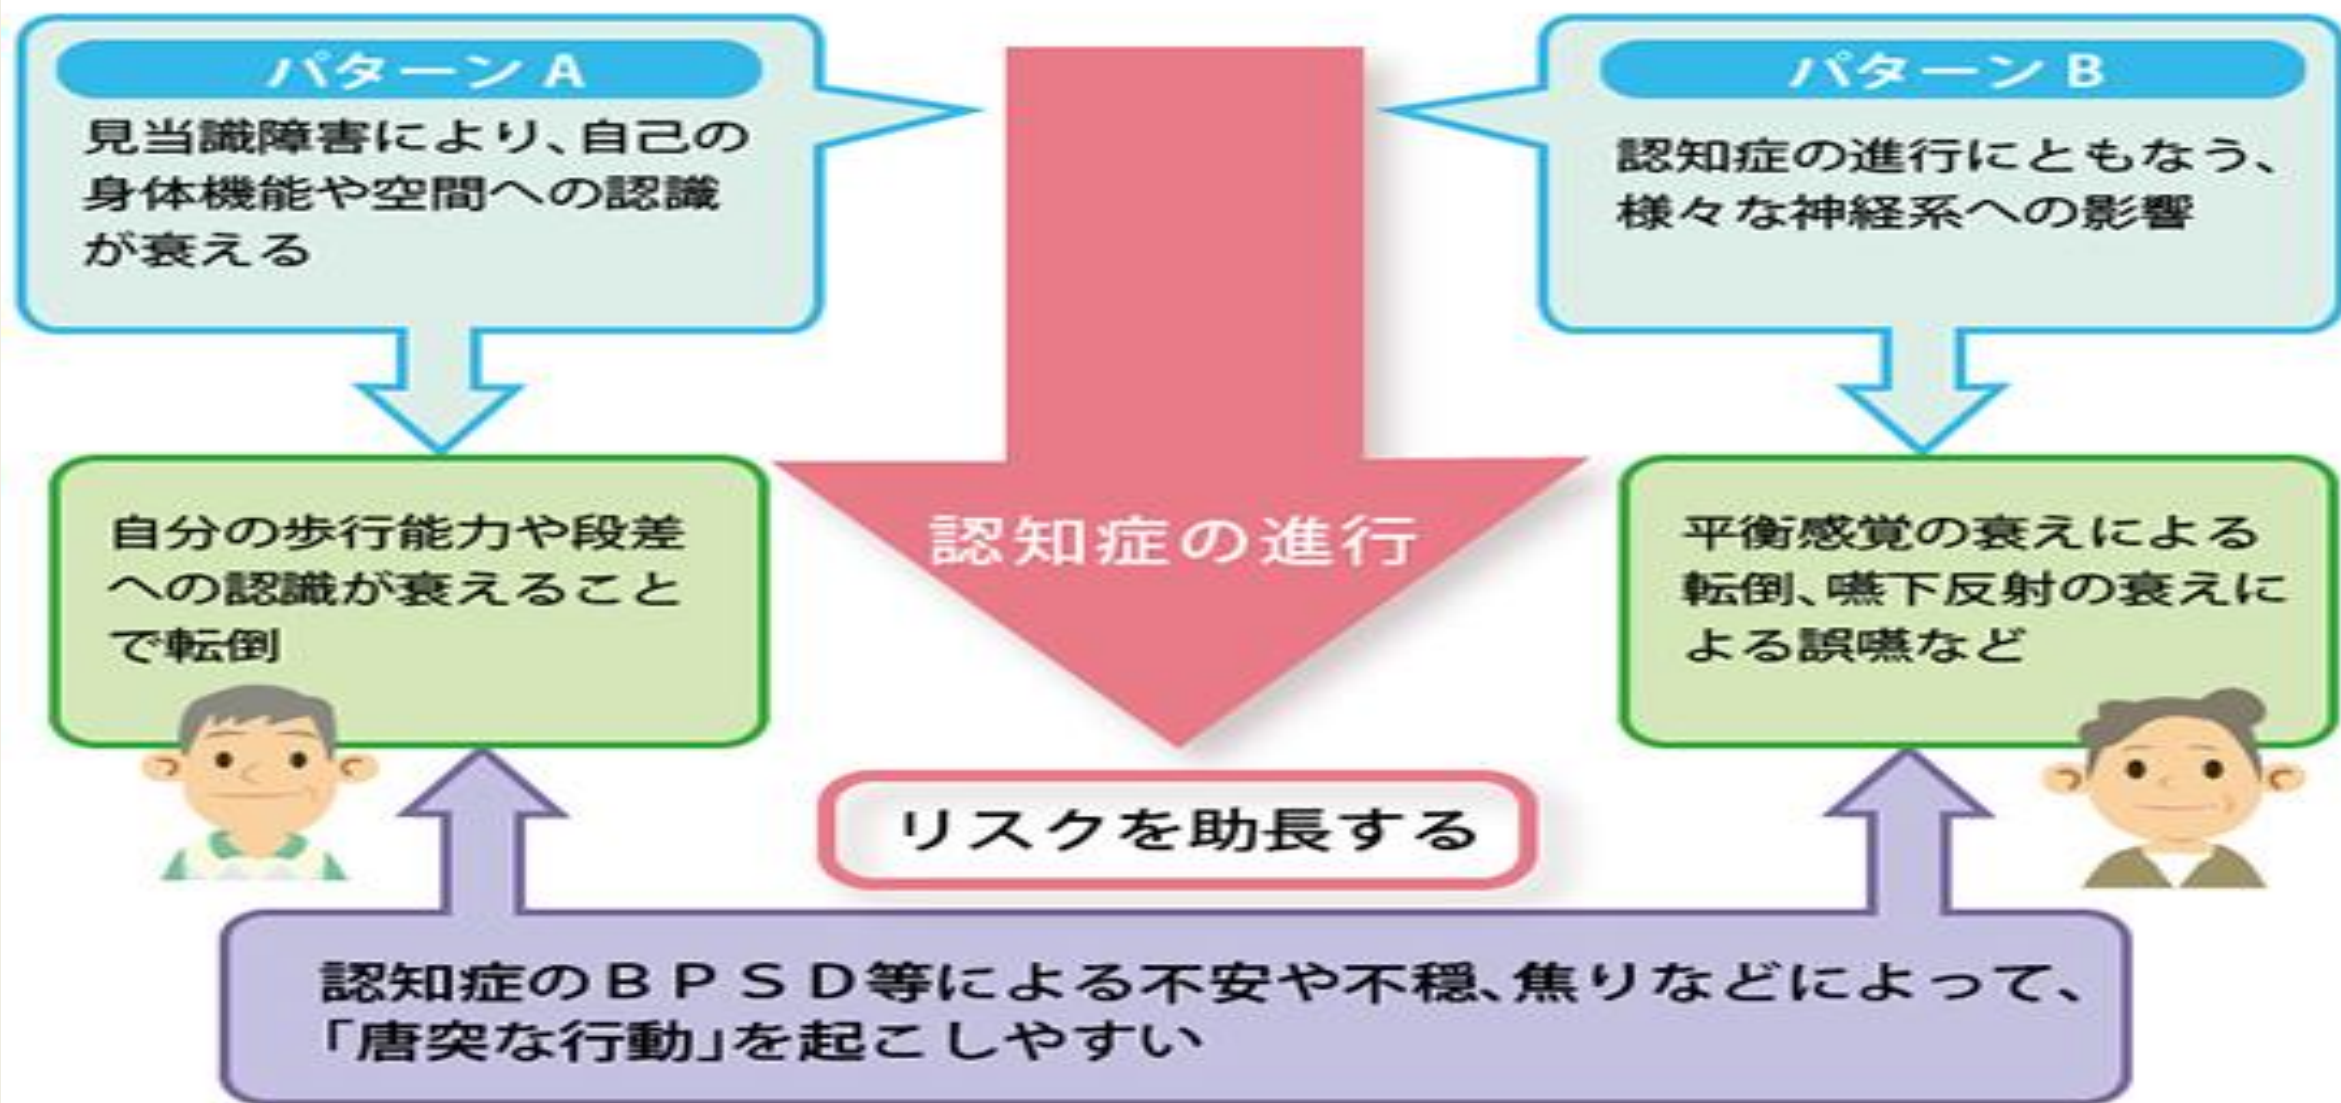 パターン A
見当識障害により、自己の
身体機能や空間への認識
が衰える
パターン B
認知症の進行にともなう、
様々な神経系への影響
自分の歩行能力や段差
への認識が衰えること
で転倒
認知症の進行
平衡感覚の衰えによる
転倒、嚥下反射の衰えに
よる誤嚥など
リスクを助長する
認知症のＢＰＳＤ等による不安や不穏、焦りなどによって、
「唐突な行動」を起こしやすい